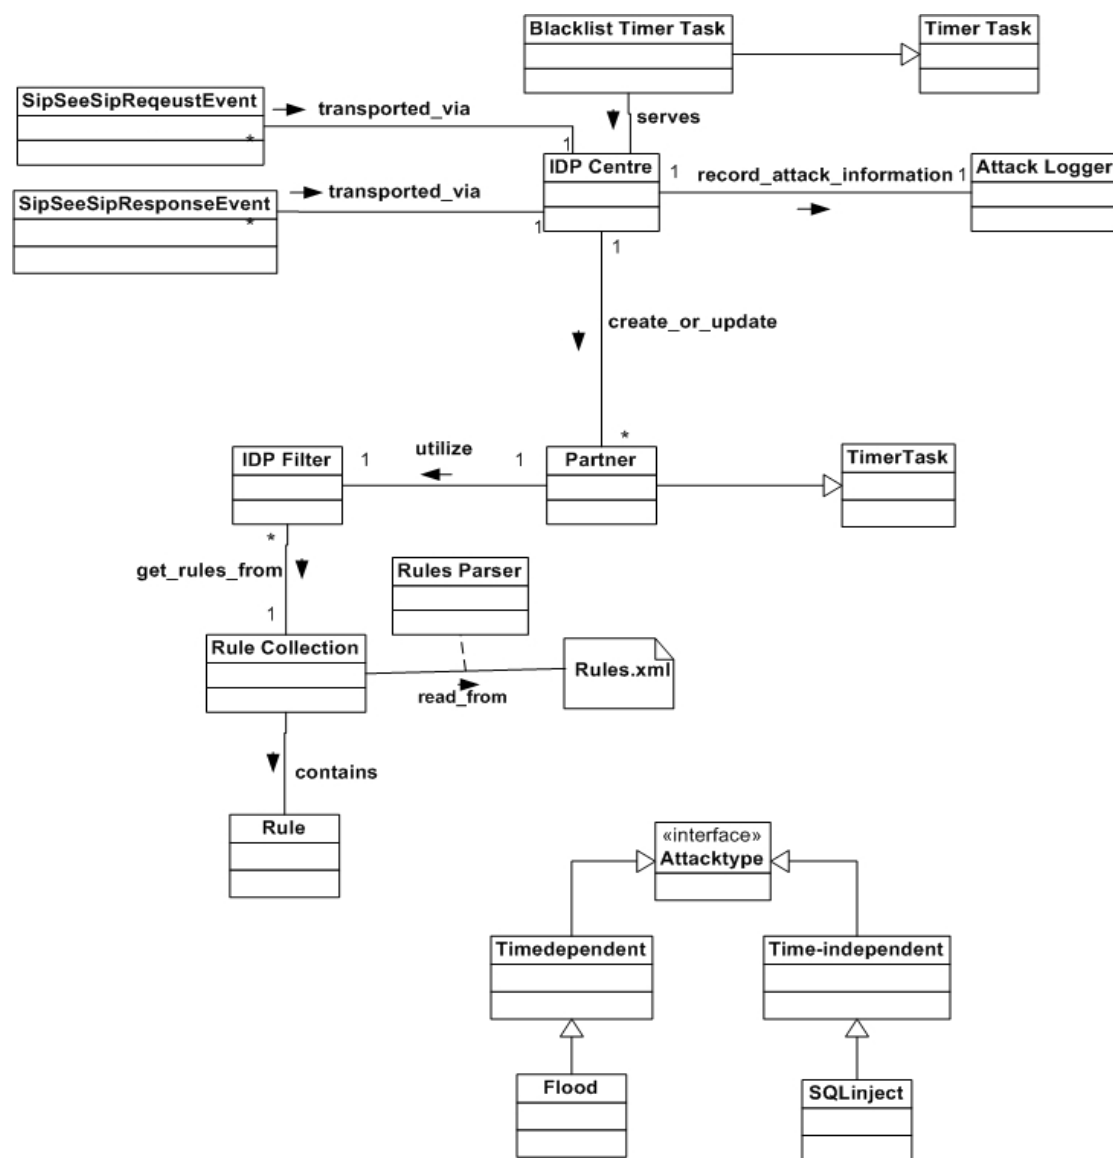 Blacklist Timer Task
Timer Task
SipSeeSipReqeustEvent
transported_via
*
1
serves
IDP Centre
1
record_attack_information
1
Attack Logger
SipSeeSipResponseEvent
transported_via
*
1
1
create_or_update
*
IDP Filter
1
utilize
1
Partner
TimerTask
*
get_rules_from
1
Rules Parser
Rule Collection
read_from
Rules.xml
contains
Rule
«interface»
Attacktype
Timedependent
Time-independent
Flood
SQLinject